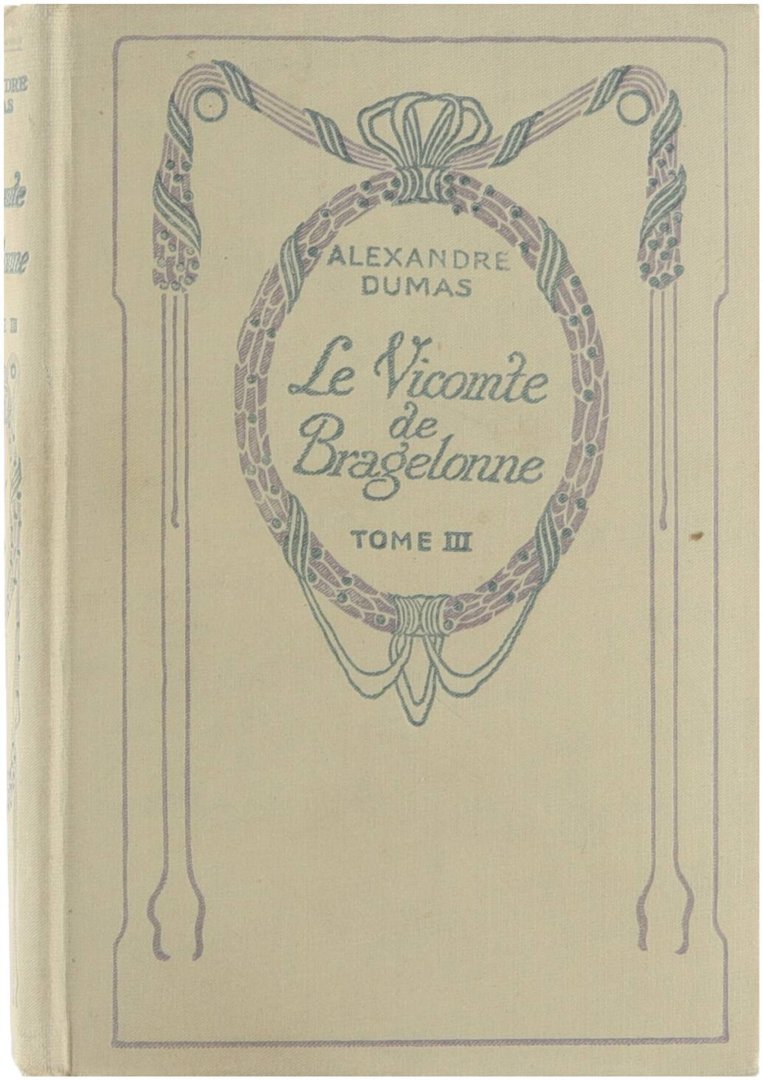 ALEXANDRE
DUMAS
Le Vicomte
de
Bragelonne
TOME III